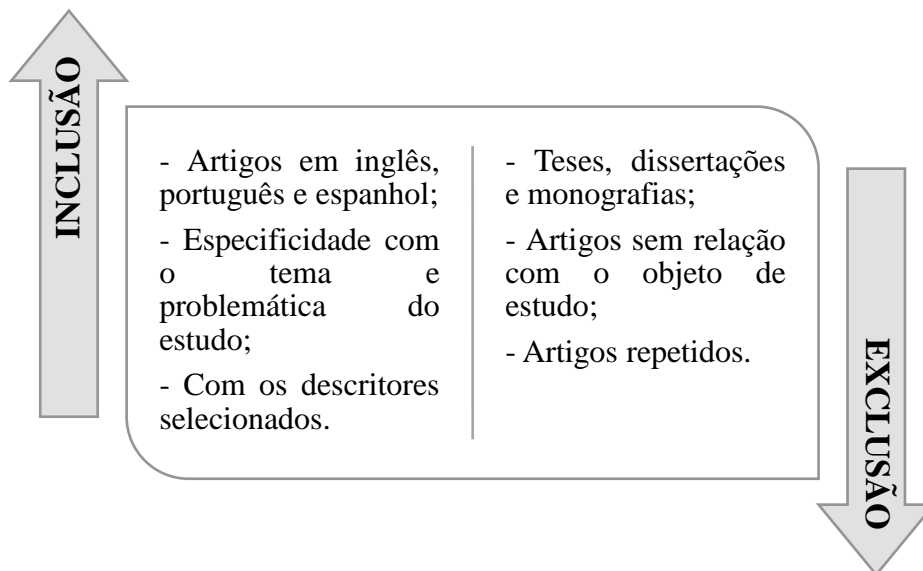 INCLUSÃO
- Artigos em inglês,
português e espanhol;
- Especificidade com
o tema e
problemática do
estudo;
- Com os descritores
selecionados.
- Teses, dissertações
e monografias;
- Artigos sem relação
com o objeto de
estudo;
- Artigos repetidos.
EXCLUSÃO